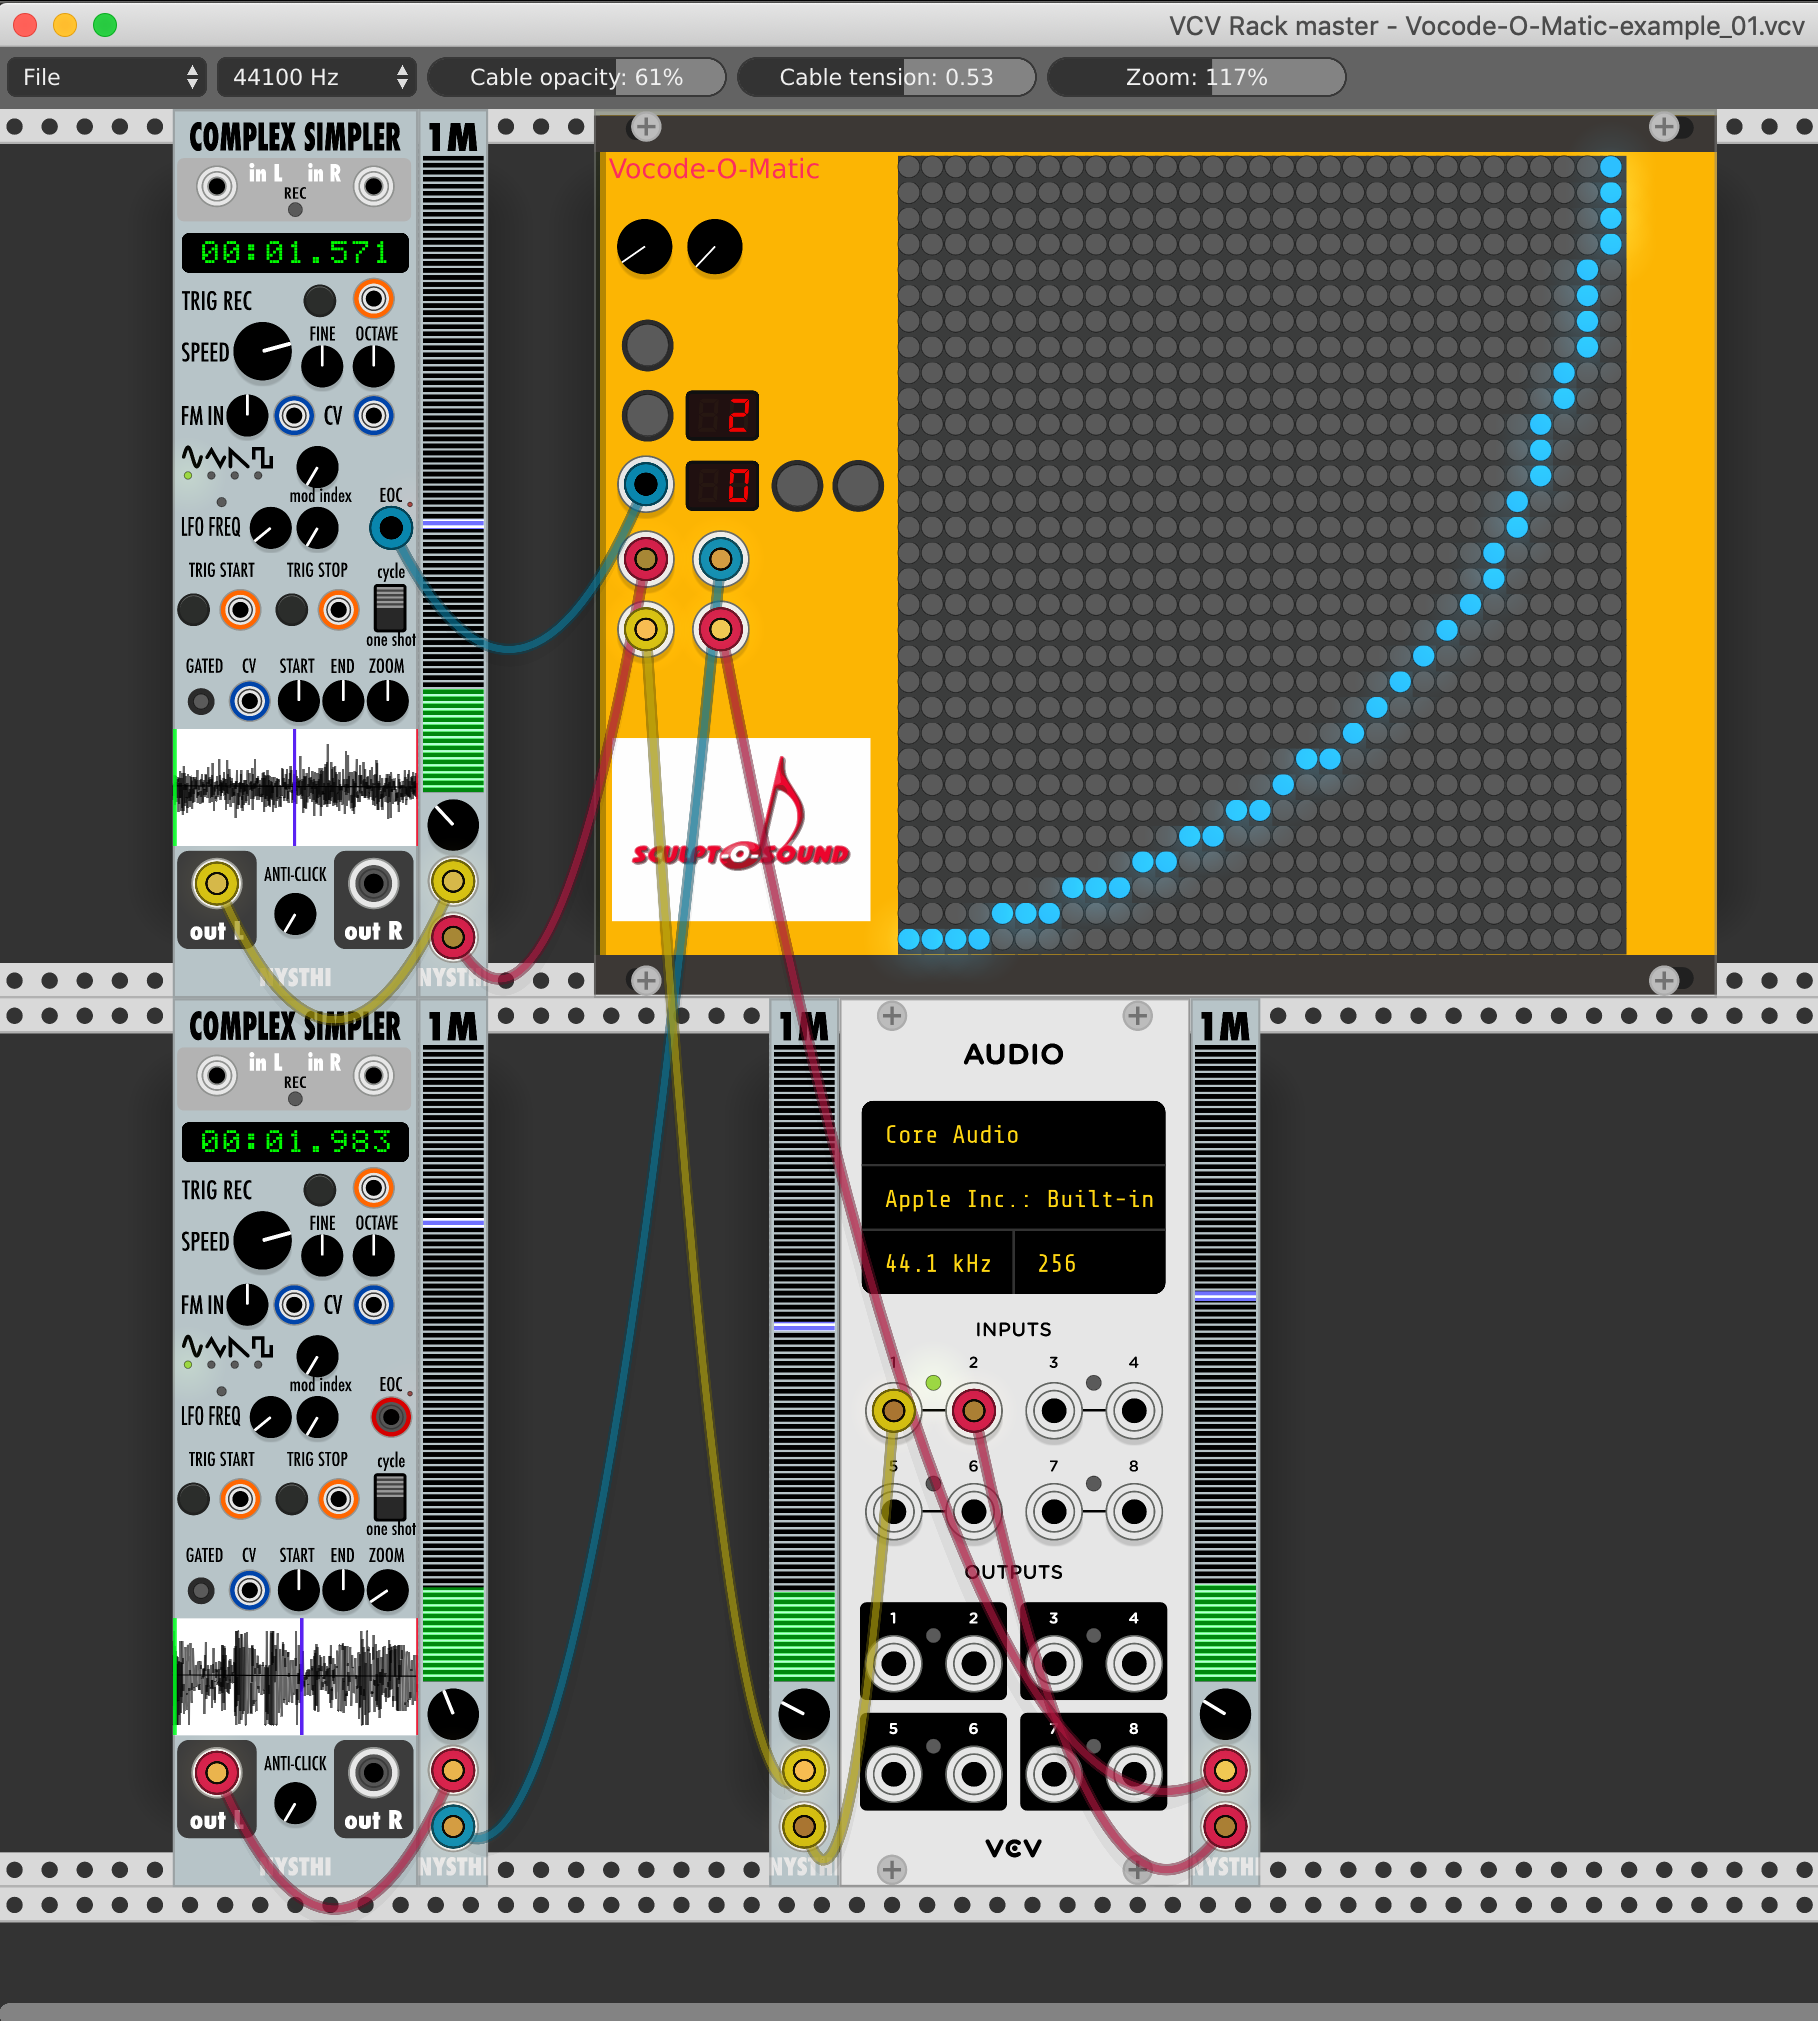 VCV Rack master - Vocode-O-Matic-example_01.vcv
File 44100 Hz Cable opacity: 61% Cable tension: 0.53 Zoom: 117%
COMPLEX SIMPLER
in L in R
REC
00:01.571
TRIG REC
SPEED FINE OCTAVE
FM IN CV
mod index EOC
LFO FREQ
TRIG START TRIG STOP cycle
one shot
GATED CV START END ZOOM
ANTI-CLICK
out L out R
NYSTHI
1M
NYSTHI
Vocode-O-Matic
2
0
SCULPT-O-SOUND
COMPLEX SIMPLER
in L in R
REC
00:01.983
TRIG REC
SPEED FINE OCTAVE
FM IN CV
mod index EOC
LFO FREQ
TRIG START TRIG STOP cycle
one shot
GATED CV START END ZOOM
ANTI-CLICK
out L out R
NYSTHI
1M
NYSTHI
1M
NYSTHI
AUDIO
Core Audio
Apple Inc.: Built-in
44.1 kHz 256
INPUTS
1 2 3 4
5 6 7 8
OUTPUTS
1 2 3 4
5 6 7 8
VCV
1M
NYSTHI